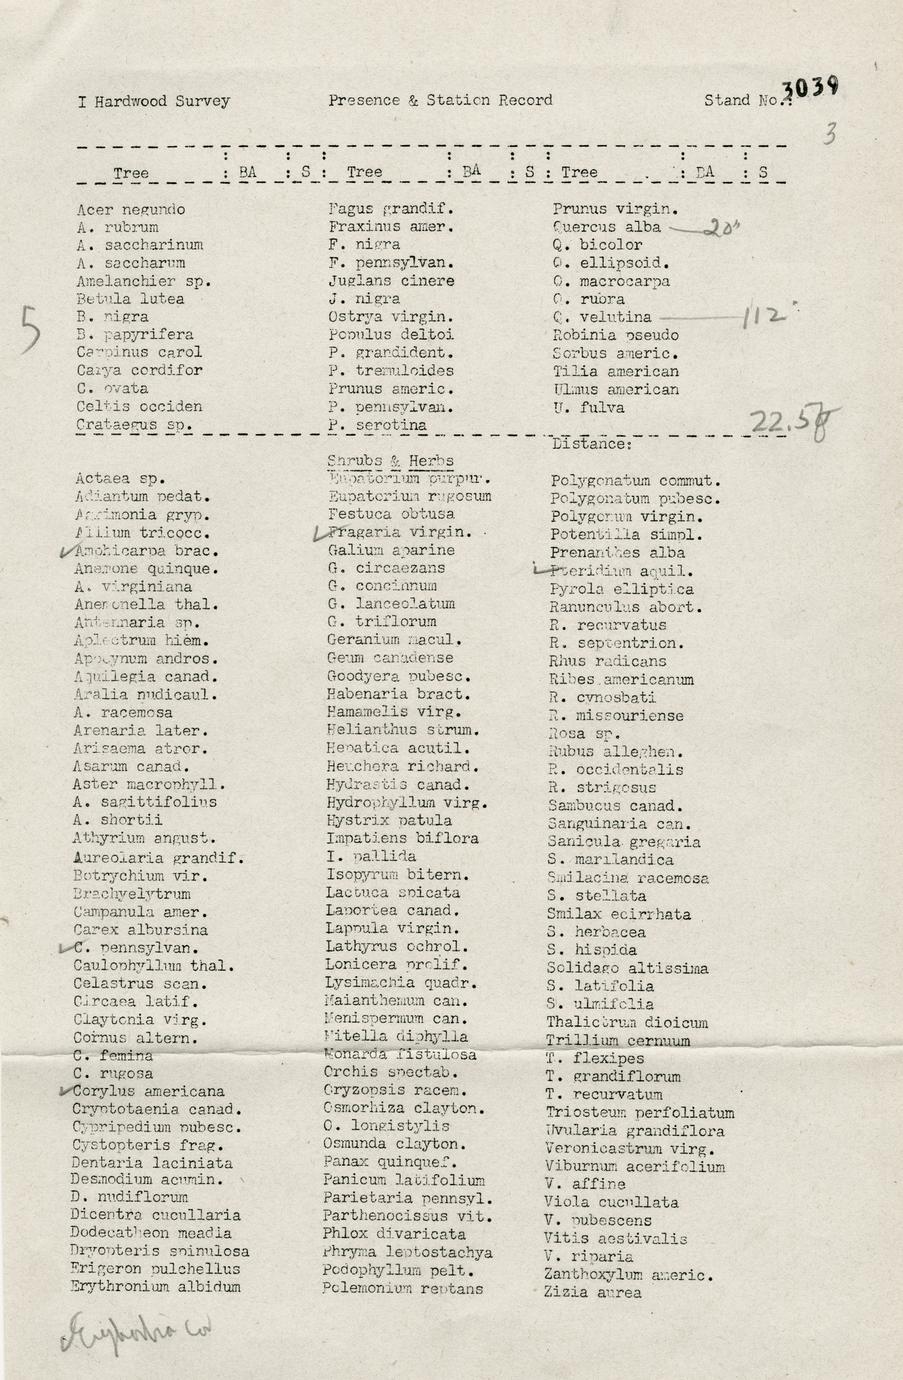 I Hardwood Survey Presence & Station Record Stand No.: 3039
3
Tree : BA : S : Tree : BA : S : Tree : BA : S
Acer negundo
A. rubrum
A. saccharinum
A. saccharum
Amelanchier sp.
Betula lutea
5
B. nigra
B. papyrifera
Carpinus carol
Carya cordifor
C. ovata
Celtis occiden
Crataegus sp.
Fagus grandif.
Fraxinus amer.
F. nigra
F. pennsylvan.
Juglans cinere
J. nigra
Ostrya virgin.
Populus deltoi
P. grandident.
P. tremuloides
Prunus americ.
P. pennsylvan.
P. serotina
Prunus virgin.
Quercus alba — 20"
Q. bicolor
Q. ellipsoid.
Q. macrocarpa
Q. rubra
Q. velutina — 112"
Robinia pseudo
Sorbus americ.
Tilia american
Ulmus american
U. fulva
Distance: 22.58
Shrubs & Herbs
Actaea sp.
Adiantum pedat.
Agrimonia gryp.
Allium tricocc.
✓ Amphicarpa brac.
Anemone quinque.
A. virginiana
Anemonella thal.
Antennaria sp.
Aplectrum hiem.
Apocynum andros.
Aquilegia canad.
Aralia nudicaul.
A. racemosa
Arenaria later.
Arisaema atror.
Asarum canad.
Aster macrophyll.
A. sagittifolius
A. shortii
Athyrium angust.
Aureolaria grandif.
Botrychium vir.
Brachyelytrum
Campanula amer.
Carex albursina
✓ C. pennsylvan.
Caulophyllum thal.
Celastrus scan.
Circaea latif.
Claytonia virg.
Cornus altern.
C. femina
C. rugosa
✓ Corylus americana
Cryptotaenia canad.
Cypripedium pubesc.
Cystopteris frag.
Dentaria laciniata
Desmodium acumin.
D. nudiflorum
Dicentra cucullaria
Dodecatheon meadia
Dryopteris spinulosa
Erigeron pulchellus
Erythronium albidum
Eupatorium purpur.
Eupatorium rugosum
Festuca obtusa
✓ Fragaria virgin.
Galium aparine
G. circaezans
G. concinnum
G. lanceolatum
G. triflorum
Geranium macul.
Geum canadense
Goodyera pubesc.
Habenaria bract.
Hamamelis virg.
Helianthus strum.
Hepatica acutil.
Heuchera richard.
Hydrastis canad.
Hydrophyllum virg.
Hystrix patula
Impatiens biflora
I. pallida
Isopyrum bitern.
Lactuca spicata
Laportea canad.
Lappula virgin.
Lathyrus ochrol.
Lonicera prolif.
Lysimachia quadr.
Maianthemum can.
Menispermum can.
Mitella diphylla
Monarda fistulosa
Orchis spectab.
Oryzopsis racem.
Osmorhiza clayton.
O. longistylis
Osmunda clayton.
Panax quinquef.
Panicum latifolium
Parietaria pennsyl.
Parthenocissus vit.
Phlox divaricata
Phryma leptostachya
Podophyllum pelt.
Polemonium reptans
Polygonatum commut.
Polygonatum pubesc.
Polygonum virgin.
Potentilla simpl.
Prenanthes alba
✓ Pteridium aquil.
Pyrola elliptica
Ranunculus abort.
R. recurvatus
R. septentrion.
Rhus radicans
Ribes americanum
R. cynosbati
R. missouriense
Rosa sp.
Rubus alleghen.
R. occidentalis
R. strigosus
Sambucus canad.
Sanguinaria can.
Sanicula gregaria
S. marilandica
Smilacina racemosa
S. stellata
Smilax ecirrhata
S. herbacea
S. hispida
Solidago altissima
S. latifolia
S. ulmifolia
Thalictrum dioicum
Trillium cernuum
T. flexipes
T. grandiflorum
T. recurvatum
Triosteum perfoliatum
Uvularia grandiflora
Veronicastrum virg.
Viburnum acerifolium
V. affine
Viola cucullata
V. pubescens
Vitis aestivalis
V. riparia
Zanthoxylum americ.
Zizia aurea
Euphorbia co